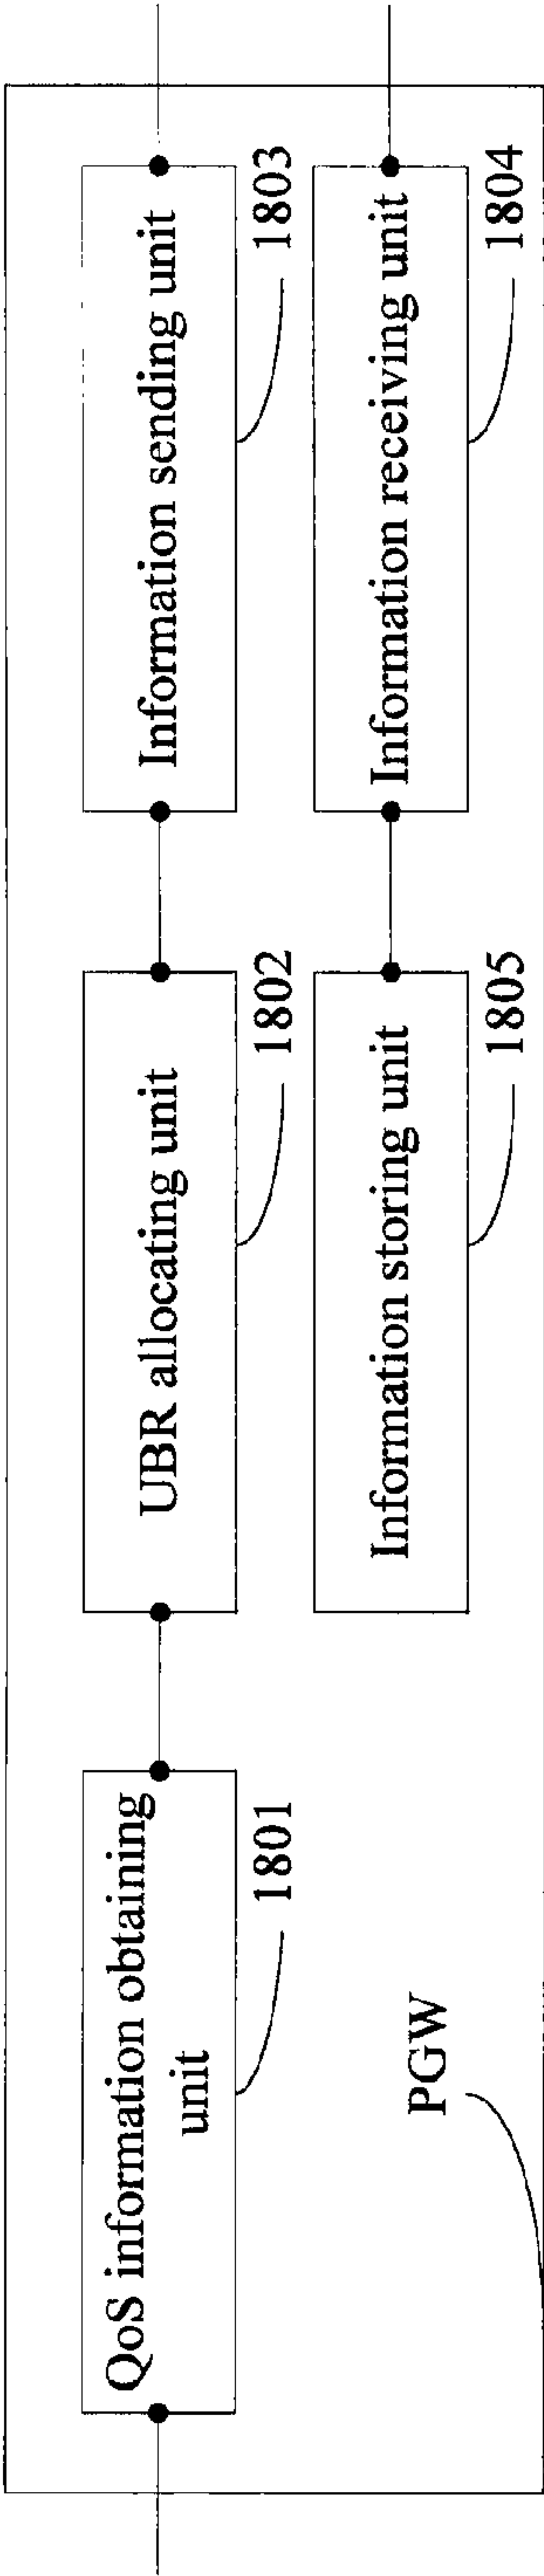 QoS information obtaining
unit
1801
UBR allocating unit
1802
Information sending unit
1803
PGW
Information storing unit
1805
Information receiving unit
1804